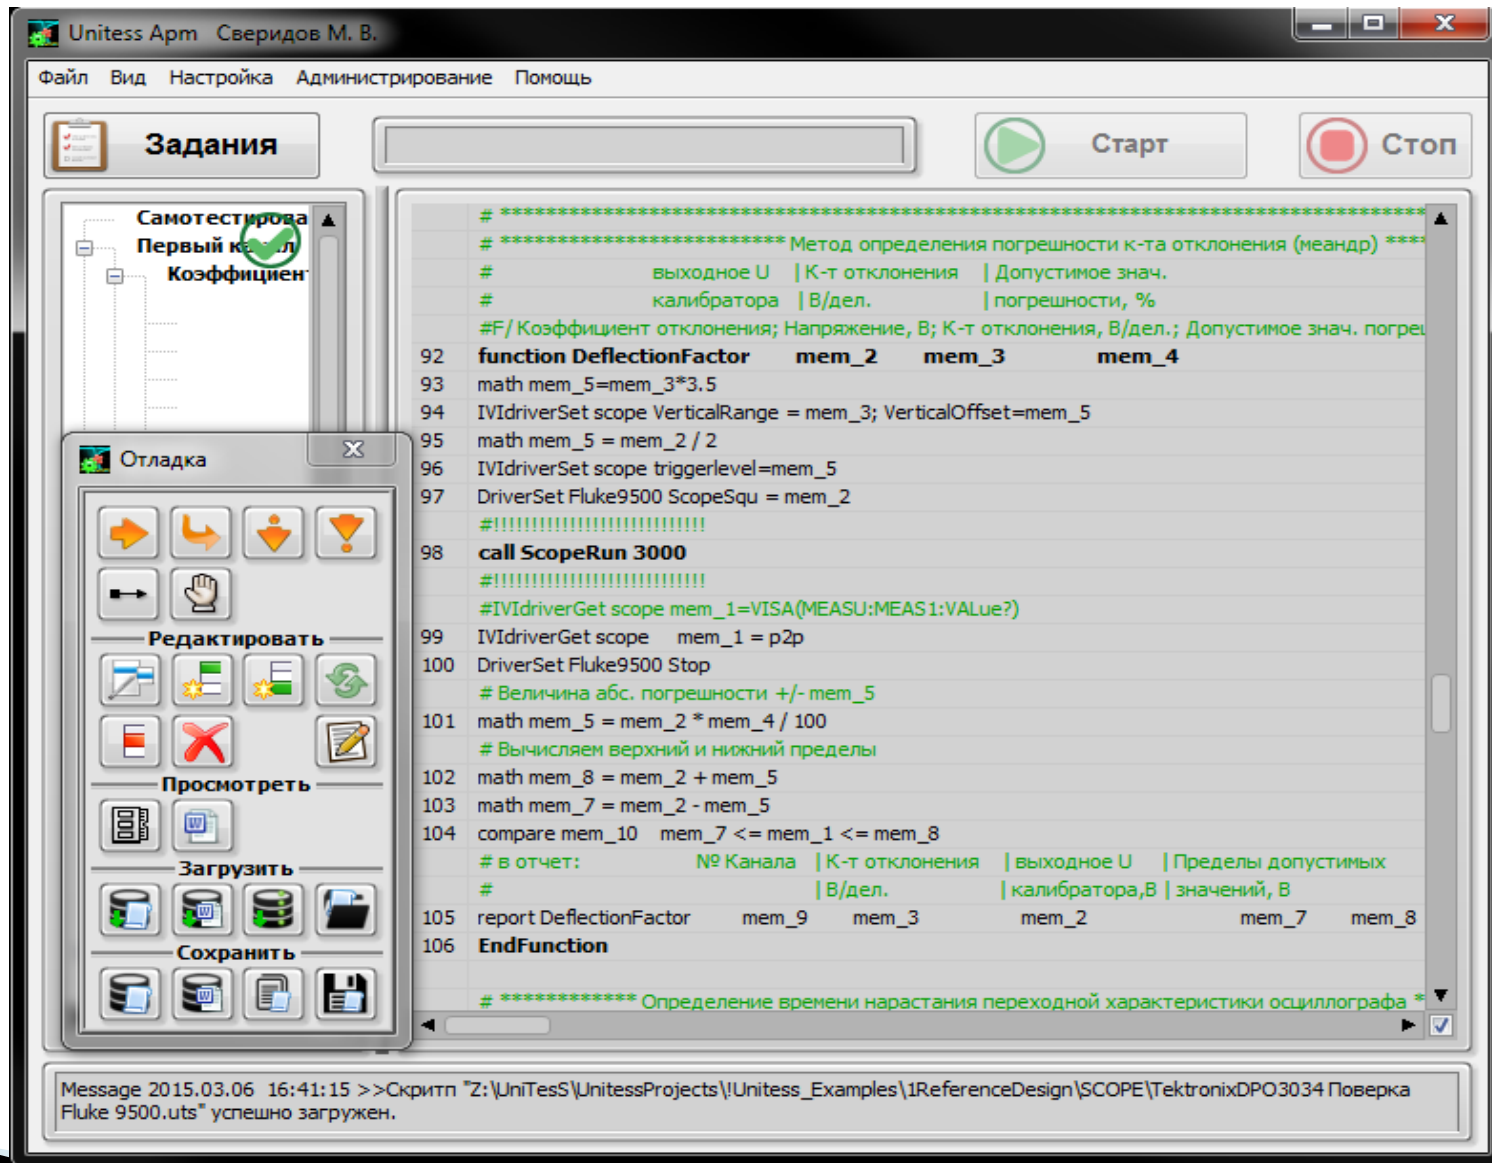 Unitess Арм Сверидов М. В.
Файл Вид Настройка Администрирование Помощь
Задания
Старт
Стоп
Самотестирова
Первый канал
Коэффициент
# **********************************************************************************
# ************************* Метод определения погрешности к-та отклонения (меандр) ****
# выходное U | К-т отклонения | Допустимое знач.
# калибратора | В/дел. | погрешности, %
#F/ Коэффициент отклонения; Напряжение, В; К-т отклонения, В/дел.; Допустимое знач. погре
92 function DeflectionFactor mem_2 mem_3 mem_4
93 math mem_5=mem_3*3.5
94 IVIdriverSet scope VerticalRange = mem_3; VerticalOffset=mem_5
95 math mem_5 = mem_2 / 2
96 IVIdriverSet scope triggerlevel=mem_5
97 DriverSet Fluke9500 ScopeSqu = mem_2
#!!!!!!!!!!!!!!!!!!!!!!!!!!!!
98 call ScopeRun 3000
#!!!!!!!!!!!!!!!!!!!!!!!!!!!!
#IVIdriverGet scope mem_1=VISA(MEASU:MEAS1:VALue?)
99 IVIdriverGet scope mem_1 = p2p
100 DriverSet Fluke9500 Stop
# Величина абс. погрешности +/- mem_5
101 math mem_5 = mem_2 * mem_4 / 100
# Вычисляем верхний и нижний пределы
102 math mem_8 = mem_2 + mem_5
103 math mem_7 = mem_2 - mem_5
104 compare mem_10 mem_7 <= mem_1 <= mem_8
# в отчет: № Канала | К-т отклонения | выходное U | Пределы допустимых
# | В/дел. | калибратора,В | значений, В
105 report DeflectionFactor mem_9 mem_3 mem_2 mem_7 mem_8
106 EndFunction
# ************ Определение времени нарастания переходной характеристики осциллографа *
Отладка
Редактировать
Просмотреть
Загрузить
Сохранить
Message 2015.03.06 16:41:15 >>Скритп "Z:\UniTesS\UnitessProjects\!Unitess_Examples\1ReferenceDesign\SCOPE\TektronixDPO3034 Поверка
Fluke 9500.uts" успешно загружен.